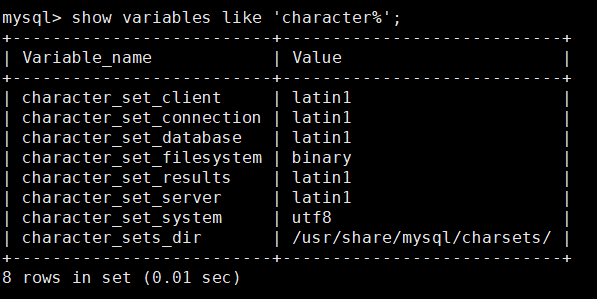 mysql> show variables like 'character%';
+--------------------------+----------------------------+
| Variable_name            | Value                      |
+--------------------------+----------------------------+
| character_set_client     | latin1                     |
| character_set_connection | latin1                     |
| character_set_database   | latin1                     |
| character_set_filesystem | binary                     |
| character_set_results    | latin1                     |
| character_set_server     | latin1                     |
| character_set_system     | utf8                       |
| character_sets_dir       | /usr/share/mysql/charsets/ |
+--------------------------+----------------------------+
8 rows in set (0.01 sec)